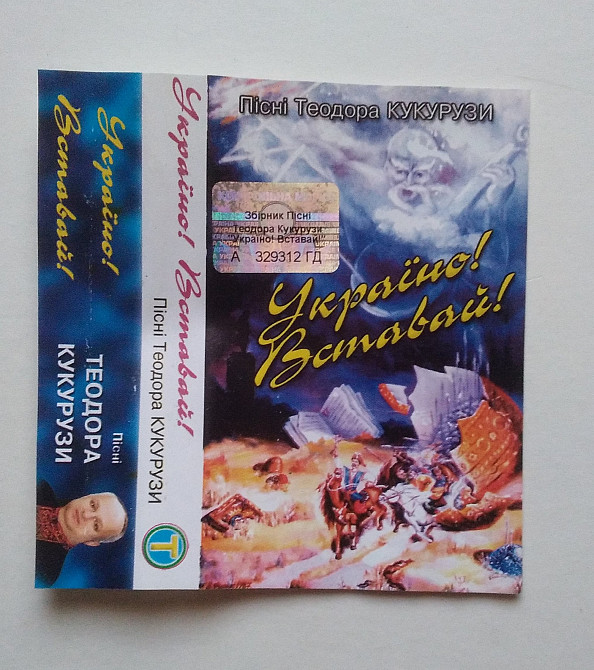 Україно!
Вставай!
Пісні
ТЕОДОРА
КУКУРУЗИ
Україно! Вставай!
Пісні Теодора КУКУРУЗИ
Т
Пісні Теодора КУКУРУЗИ
Збірник Пісні
Теодора Кукурузи
"Україно! Вставай!"
А 329312 ГД
Україно!
Вставай!